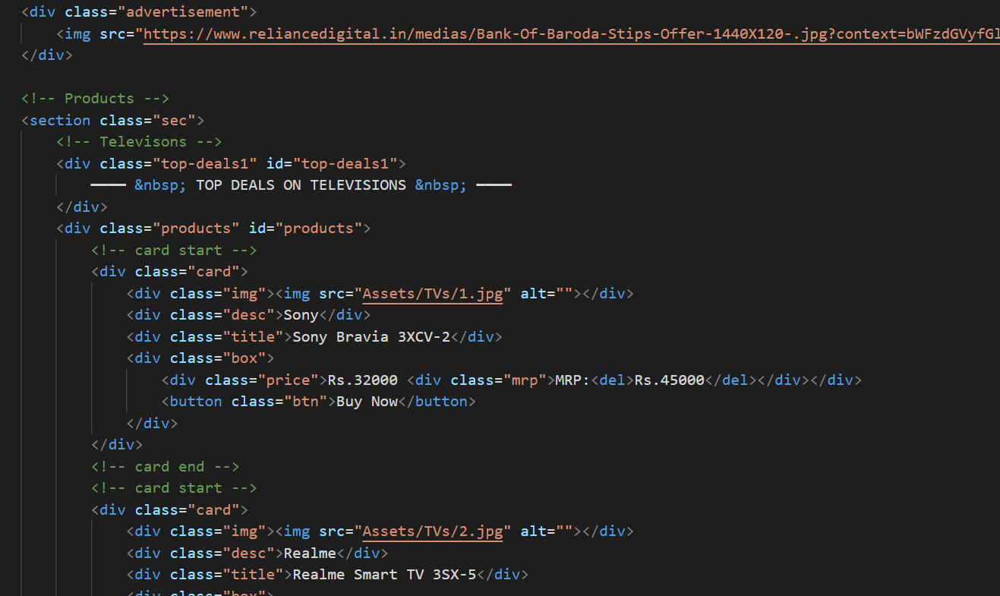 <div class="advertisement">
<img src="https://www.reliancedigital.in/medias/Bank-Of-Baroda-Stips-Offer-1440X120-.jpg?context=bWFzdGVyfGl
</div>
<!-- Products -->
<section class="sec">
<!-- Televisons -->
<div class="top-deals1" id="top-deals1">
━━━━ &nbsp; TOP DEALS ON TELEVISIONS &nbsp; ━━━━
</div>
<div class="products" id="products">
<!-- card start -->
<div class="card">
<div class="img"><img src="Assets/TVs/1.jpg" alt=""></div>
<div class="desc">Sony</div>
<div class="title">Sony Bravia 3XCV-2</div>
<div class="box">
<div class="price">Rs.32000 <div class="mrp">MRP:<del>Rs.45000</del></div></div>
<button class="btn">Buy Now</button>
</div>
</div>
<!-- card end -->
<!-- card start -->
<div class="card">
<div class="img"><img src="Assets/TVs/2.jpg" alt=""></div>
<div class="desc">Realme</div>
<div class="title">Realme Smart TV 3SX-5</div>
<div class="box">